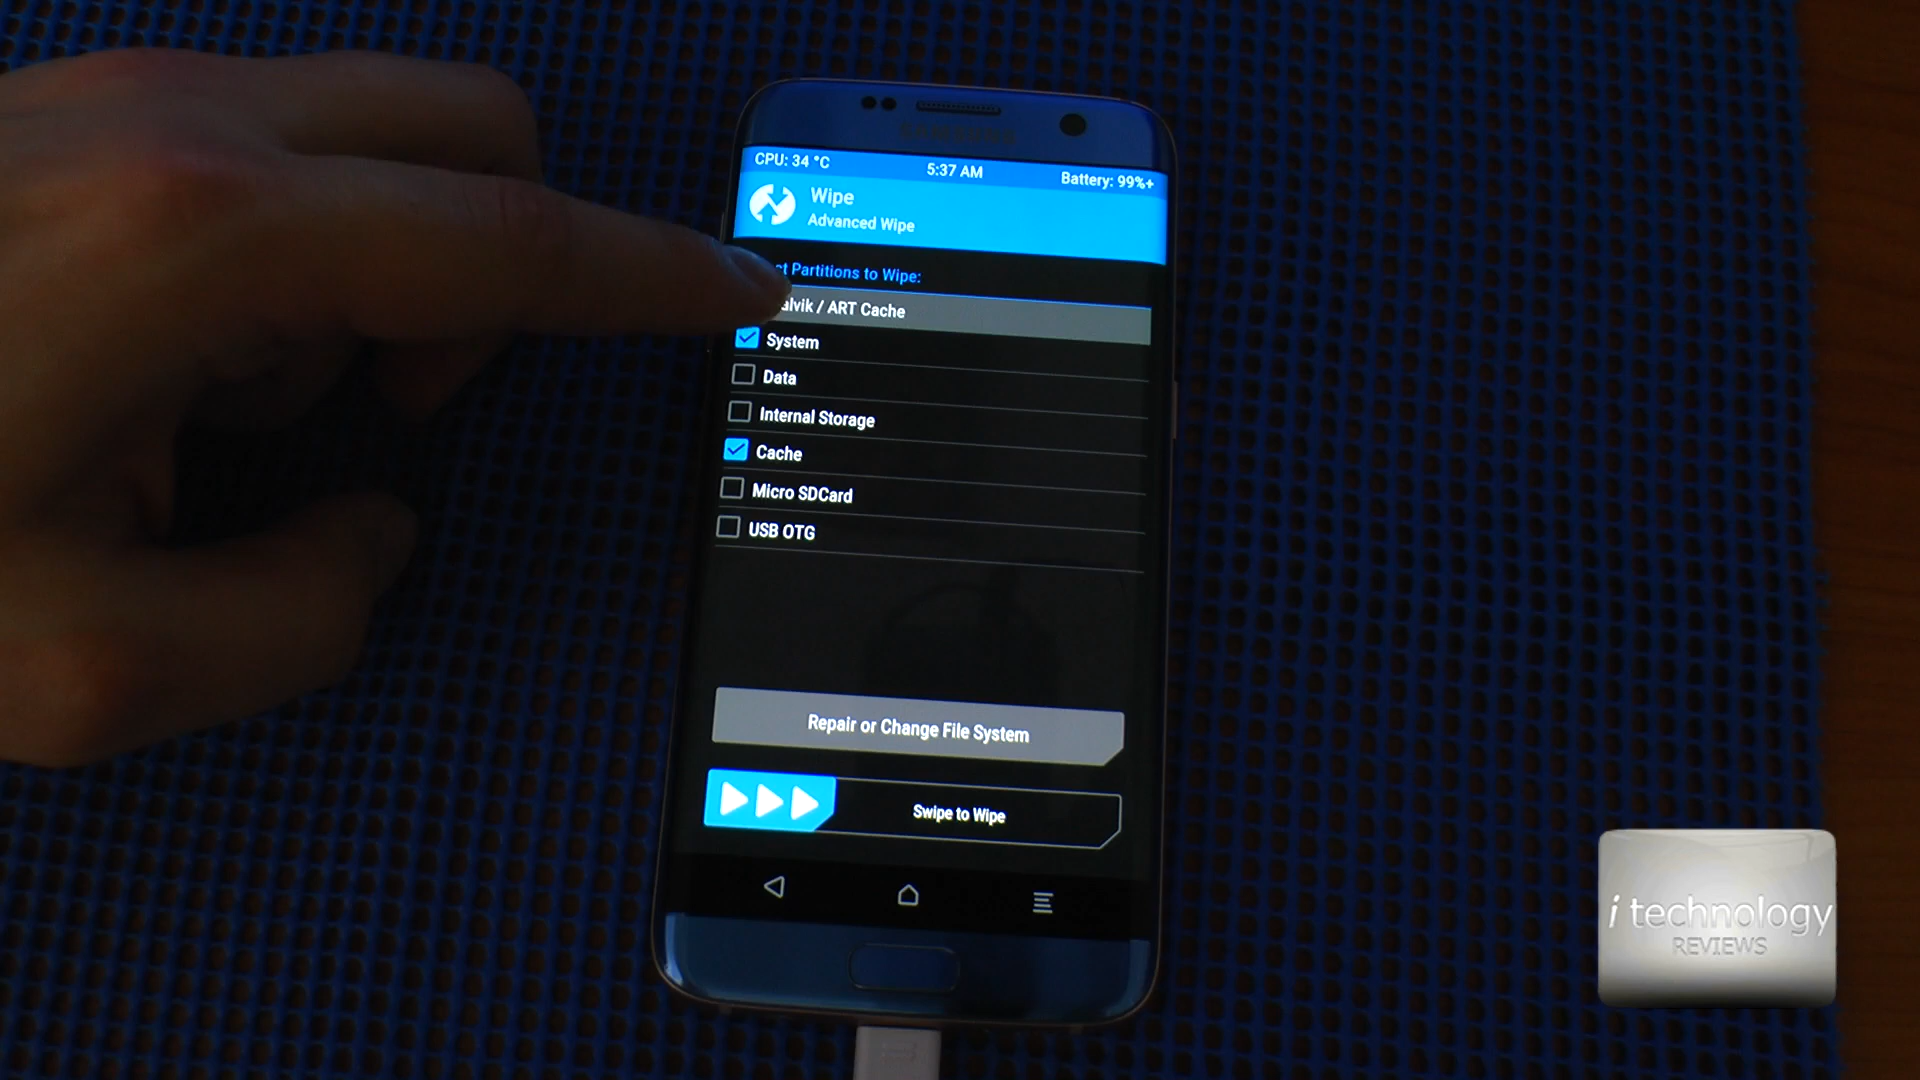 SAMSUNG
CPU: 34 °C
5:37 AM
Battery: 99%+
Wipe
Advanced Wipe
Partitions to Wipe:
/ ART Cache
System
Data
Internal Storage
Cache
Micro SDCard
USB OTG
Repair or Change File System
Swipe to Wipe
i technology
REVIEWS